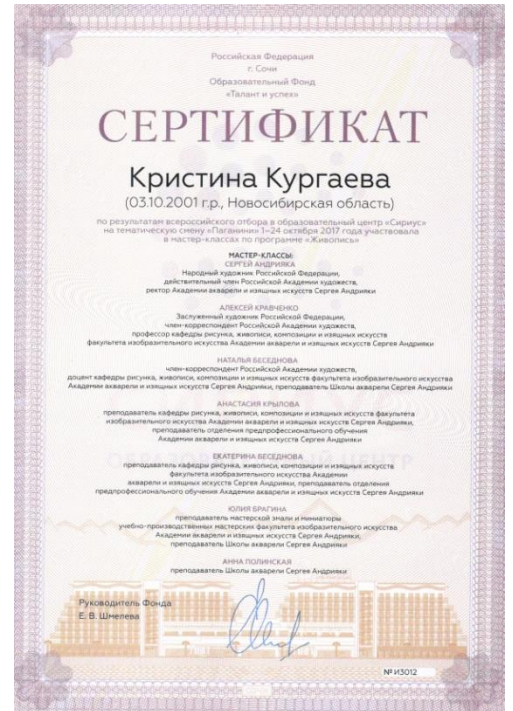 Российская Федерация
г. Сочи
Образовательный Фонд
«Талант и успех»
СЕРТИФИКАТ
Кристина Кургаева
(03.10.2001 г.р., Новосибирская область)
по результатам всероссийского отбора в образовательный центр «Сириус»
на тематическую смену «Паганини» 1–24 октября 2017 года участвовала
в мастер-классах по программе «Живопись»
МАСТЕР-КЛАССЫ:
СЕРГЕЙ АНДРИЯКА
Народный художник Российской Федерации,
действительный член Российской Академии художеств,
ректор Академии акварели и изящных искусств Сергея Андрияки
АЛЕКСЕЙ КРАВЧЕНКО
Заслуженный художник Российской Федерации,
член-корреспондент Российской Академии художеств,
профессор кафедры рисунка, живописи, композиции и изящных искусств
факультета изобразительного искусства Академии акварели и изящных искусств Сергея Андрияки
НАТАЛЬЯ БЕСЕДНОВА
член-корреспондент Российской Академии художеств,
доцент кафедры рисунка, живописи, композиции и изящных искусств факультета изобразительного искусства
Академии акварели и изящных искусств Сергея Андрияки, преподаватель Школы акварели Сергея Андрияки
АНАСТАСИЯ КРЫЛОВА
преподаватель кафедры рисунка, живописи, композиции и изящных искусств факультета
изобразительного искусства Академии акварели и изящных искусств Сергея Андрияки,
преподаватель отделения предпрофессионального обучения
Академии акварели и изящных искусств Сергея Андрияки
ЕКАТЕРИНА БЕСЕДНОВА
преподаватель кафедры рисунка, живописи, композиции и изящных искусств
факультета изобразительного искусства Академии
акварели и изящных искусств Сергея Андрияки, преподаватель отделения
предпрофессионального обучения Академии акварели и изящных искусств Сергея Андрияки
ЮЛИЯ БРАГИНА
преподаватель мастерской эмали и миниатюры
учебно-производственных мастерских факультета изобразительного искусства
Академии акварели и изящных искусств Сергея Андрияки,
преподаватель Школы акварели Сергея Андрияки
АННА ПОЛИНСКАЯ
преподаватель Школы акварели Сергея Андрияки
Руководитель Фонда
Е. В. Шмелева
№ И3012